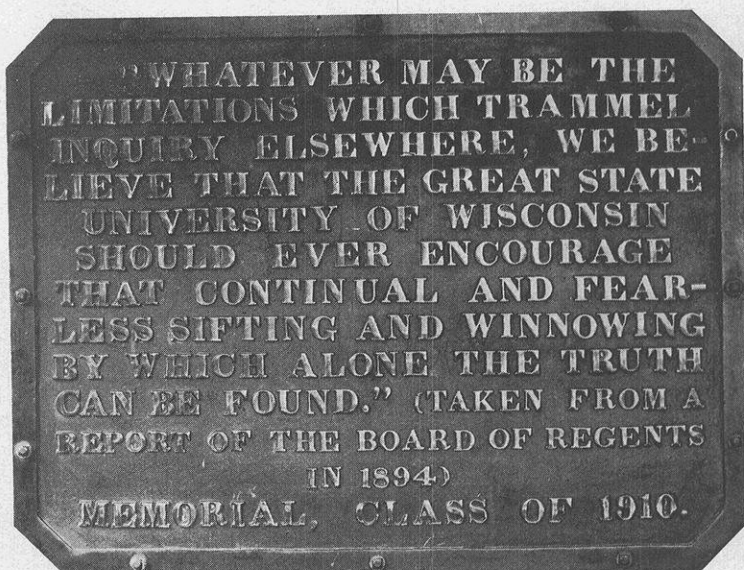 "WHATEVER MAY BE THE
LIMITATIONS WHICH TRAMMEL
INQUIRY ELSEWHERE, WE BE-
LIEVE THAT THE GREAT STATE
UNIVERSITY OF WISCONSIN
SHOULD EVER ENCOURAGE
THAT CONTINUAL AND FEAR-
LESS SIFTING AND WINNOWING
BY WHICH ALONE THE TRUTH
CAN BE FOUND." (TAKEN FROM A
REPORT OF THE BOARD OF REGENTS
IN 1894)
MEMORIAL, CLASS OF 1910.